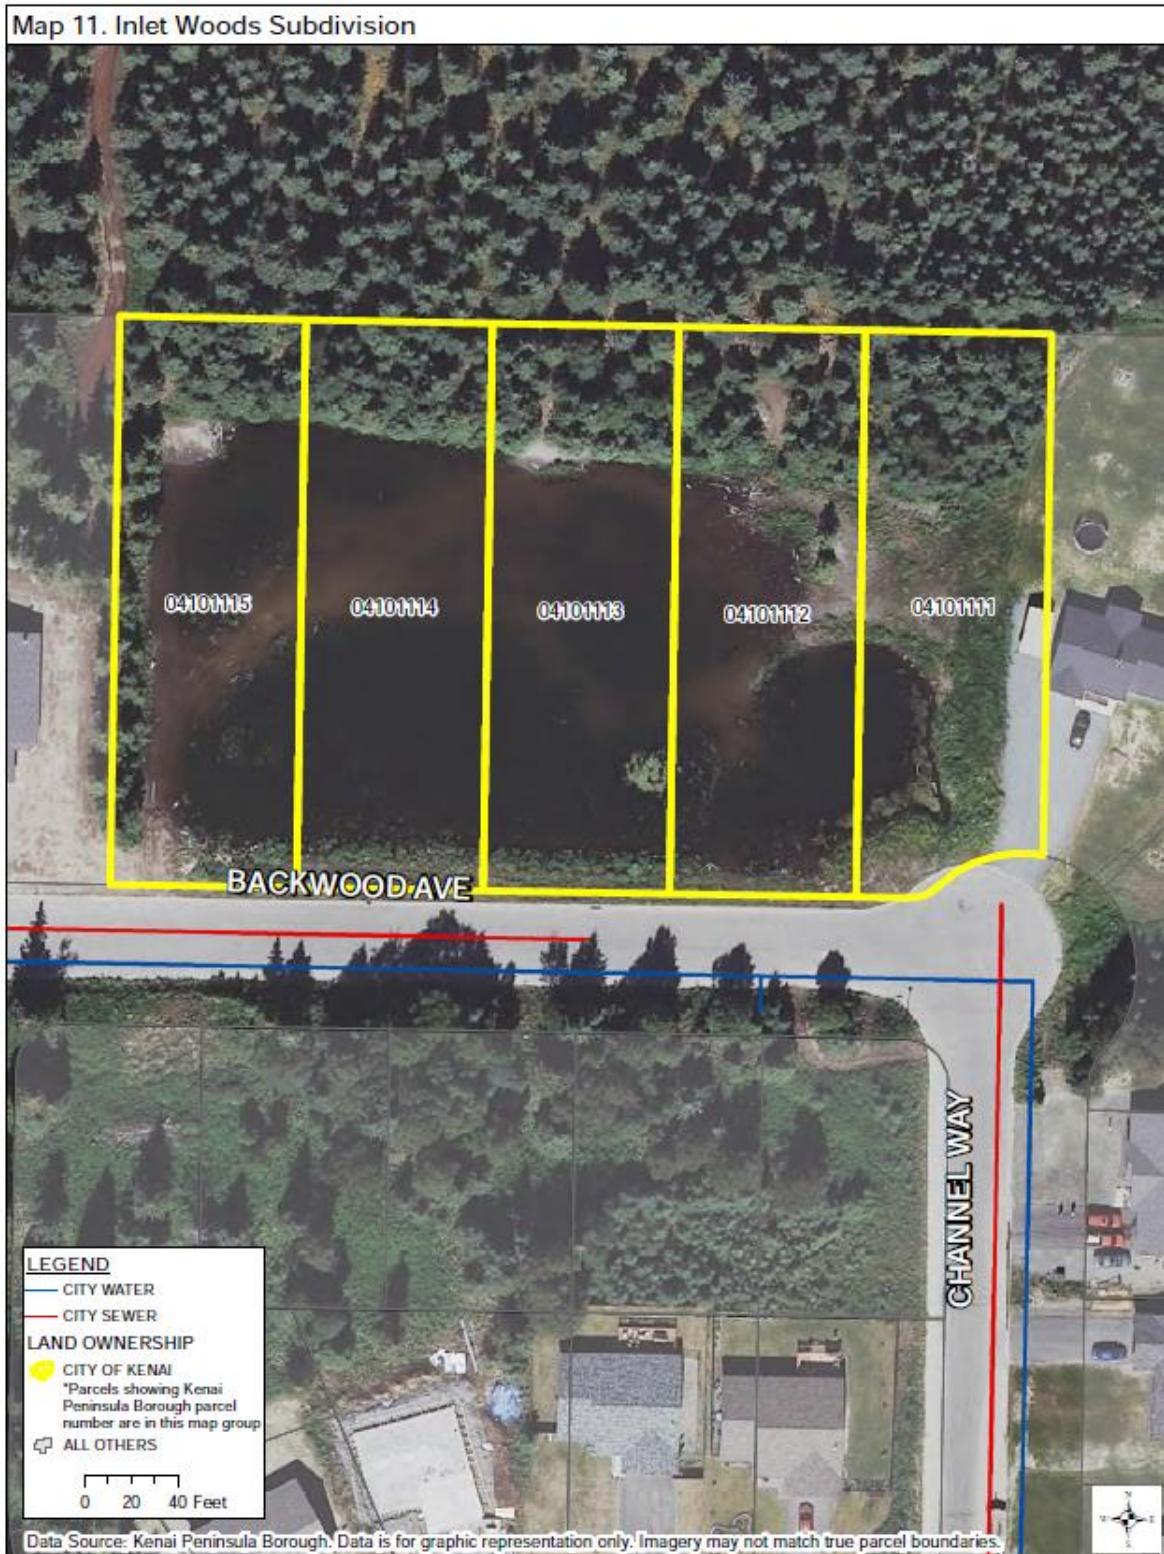 Map 11. Inlet Woods Subdivision
04101115
04101114
04101113
04101112
04101111
BACKWOOD AVE
CHANNEL WAY
LEGEND
CITY WATER
CITY SEWER
LAND OWNERSHIP
CITY OF KENAI
*Parcels showing Kenai
Peninsula Borough parcel
number are in this map group
ALL OTHERS
0 20 40 Feet
N
W E
S
Data Source: Kenai Peninsula Borough. Data is for graphic representation only. Imagery may not match true parcel boundaries.